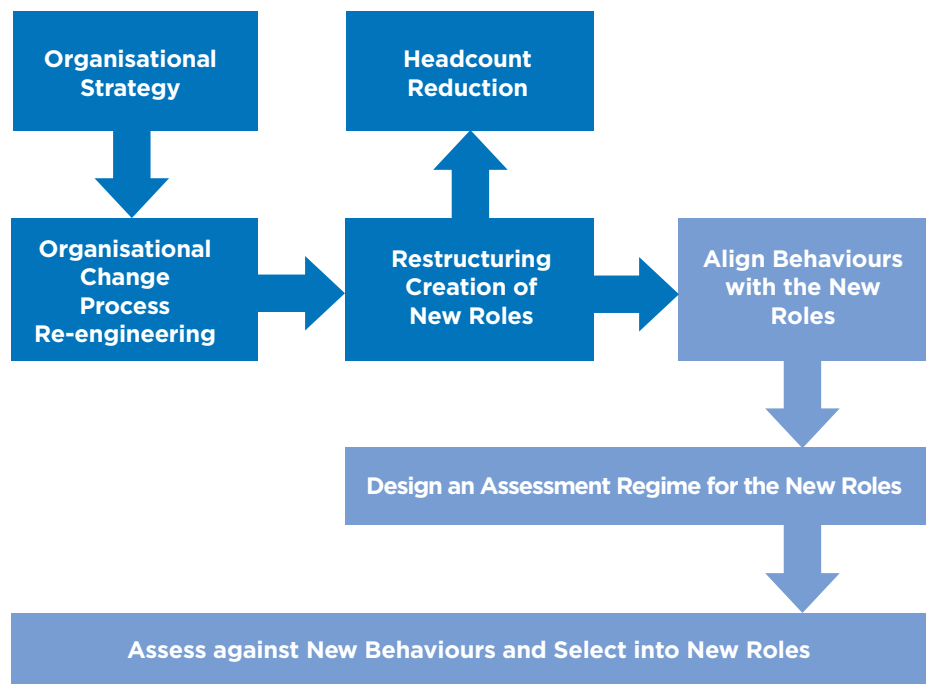 Organisational
Strategy
Headcount
Reduction
Organisational
Change
Process
Re-engineering
Restructuring
Creation of
New Roles
Align Behaviours
with the New
Roles
Design an Assessment Regime for the New Roles
Assess against New Behaviours and Select into New Roles